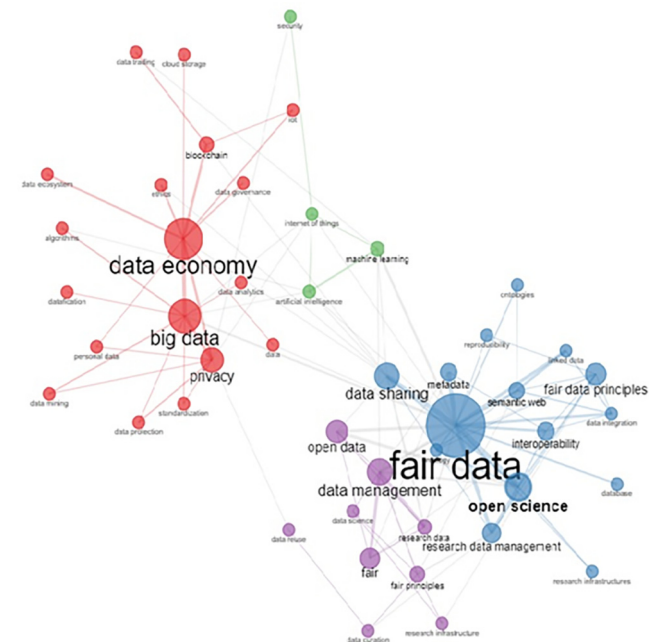 security
data trading
cloud storage
iot
blockchain
data ecosystem
ethics
data governance
algorithms
internet of things
data economy
machine learning
data analytics
artificial intelligence
datafication
ontologies
big data
reproducibility
data
personal data
linked data
privacy
metadata
data sharing
fair data principles
semantic web
data mining
standardization
data integration
data protection
interoperability
open data
fair data
data management
database
open science
data science
data reuse
research data
research data management
fair
fair principles
research infrastructures
data curation
research infrastructure